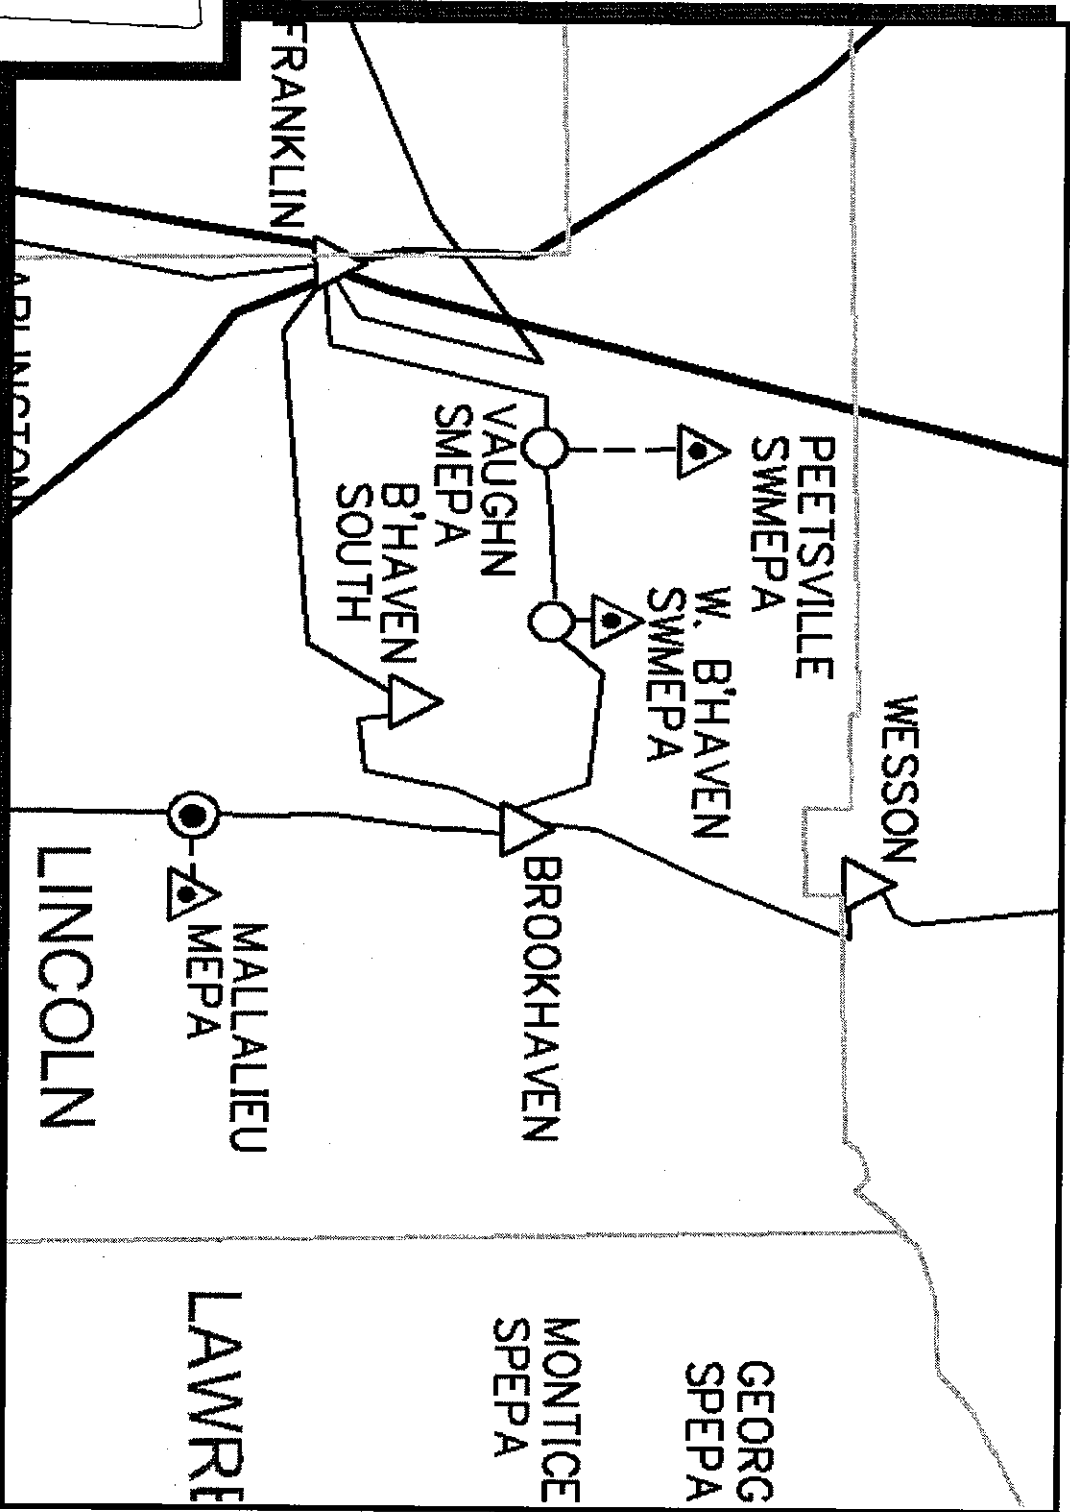 FRANKLIN
PEETSVILLE
SWMEPA
VAUGHN
SMEPA
W. B'HAVEN
SWMEPA
B'HAVEN
SOUTH
WESSON
BROOKHAVEN
MALLALIEU
MEPA
LINCOLN
GEORG
SPEPA
MONTICE
SPEPA
LAWRE